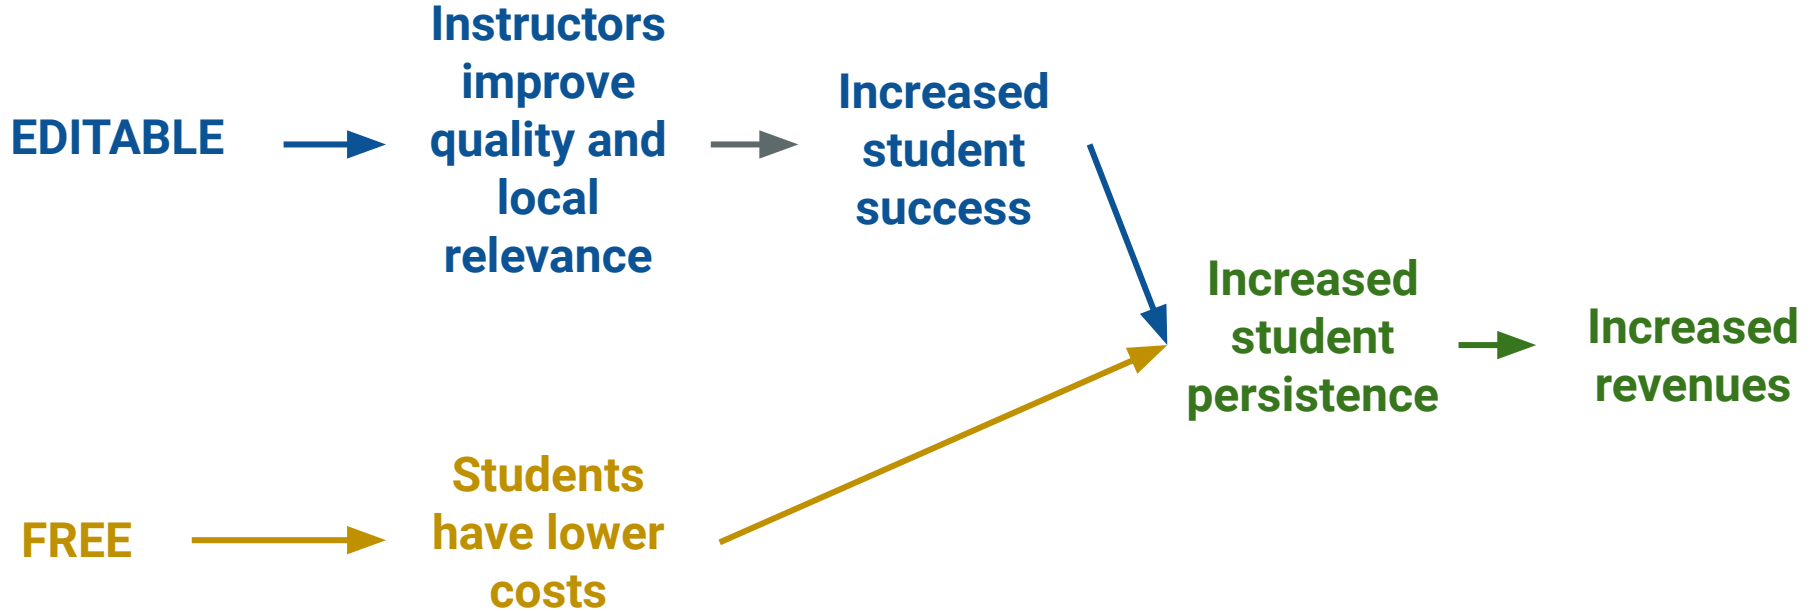 EDITABLE
Instructors
improve
quality and
local
relevance
Increased
student
success
FREE
Students
have lower
costs
Increased
student
persistence
Increased
revenues